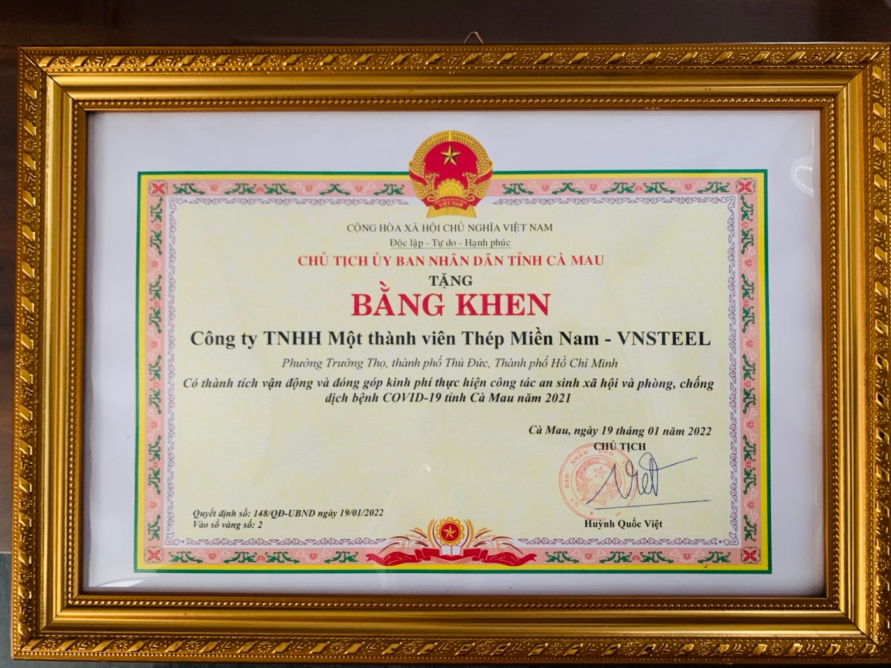 VIỆT NAM
CỘNG HÒA XÃ HỘI CHỦ NGHĨA VIỆT NAM
Độc lập - Tự do - Hạnh phúc
CHỦ TỊCH ỦY BAN NHÂN DÂN TỈNH CÀ MAU
TẶNG
BẰNG KHEN
Công ty TNHH Một thành viên Thép Miền Nam - VNSTEEL
Phường Trường Thọ, thành phố Thủ Đức, Thành phố Hồ Chí Minh
Có thành tích vận động và đóng góp kinh phí thực hiện công tác an sinh xã hội và phòng, chống
dịch bệnh COVID-19 tỉnh Cà Mau năm 2021
Cà Mau, ngày 19 tháng 01 năm 2022
CHỦ TỊCH
Huỳnh Quốc Việt
Quyết định số: 148/QĐ-UBND ngày 19/01/2022
Vào sổ vàng số: 2